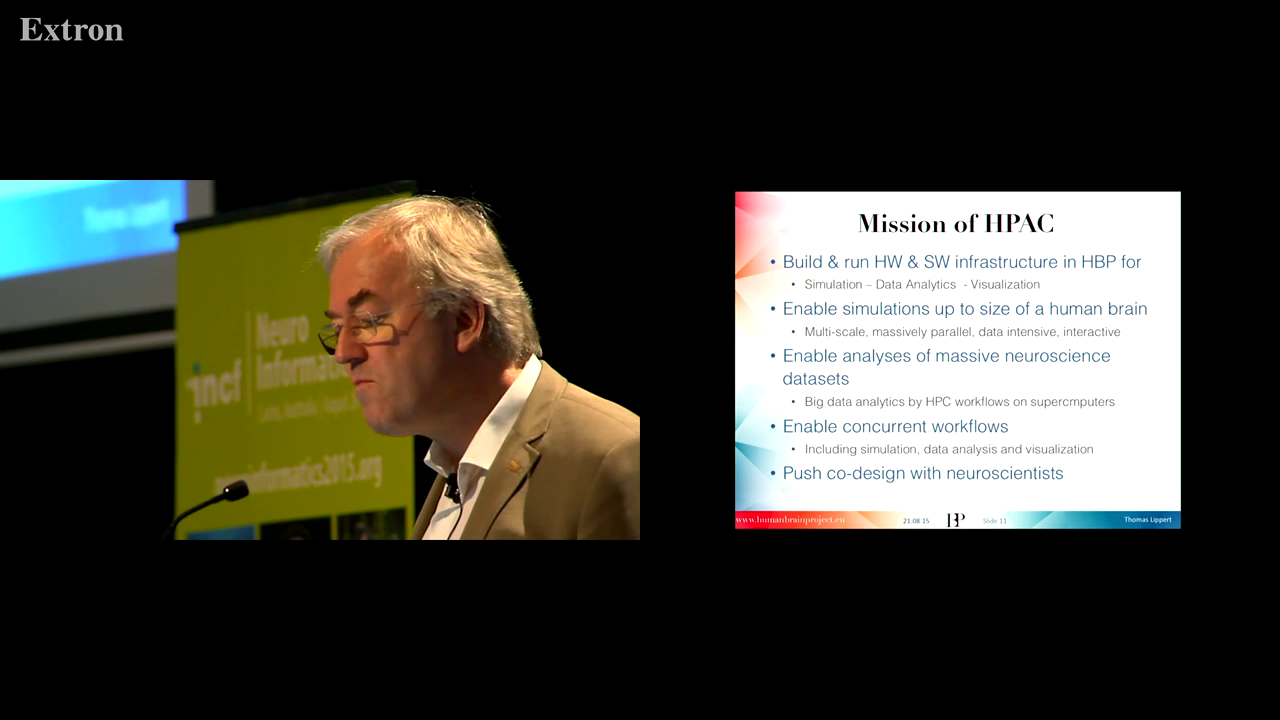 Extron
Thomas Lippert
incf
Neuro
neuroinformatics2015.org
Mission of HPAC
• Build & run HW & SW infrastructure in HBP for
• Simulation – Data Analytics - Visualization
• Enable simulations up to size of a human brain
• Multi-scale, massively parallel, data intensive, interactive
• Enable analyses of massive neuroscience
datasets
• Big data analytics by HPC workflows on supercmputers
• Enable concurrent workflows
• Including simulation, data analysis and visualization
• Push co-design with neuroscientists
www.humanbrainproject.eu
21.08.15
Slide 11
Thomas Lippert